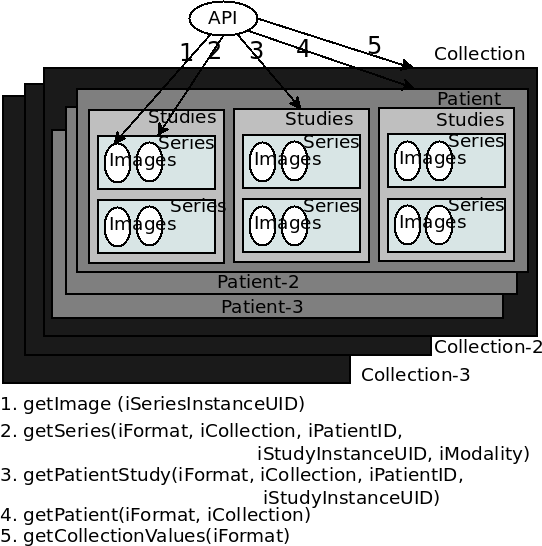 API
1 2 3 4 5
Collection
Patient
Studies Studies Studies
Series Series Series
Images Images Images
Series Series Series
Images Images Images
Patient-2
Patient-3
Collection-2
Collection-3
1. getImage (iSeriesInstanceUID)
2. getSeries(iFormat, iCollection, iPatientID,
iStudyInstanceUID, iModality)
3. getPatientStudy(iFormat, iCollection, iPatientID,
iStudyInstanceUID)
4. getPatient(iFormat, iCollection)
5. getCollectionValues(iFormat)